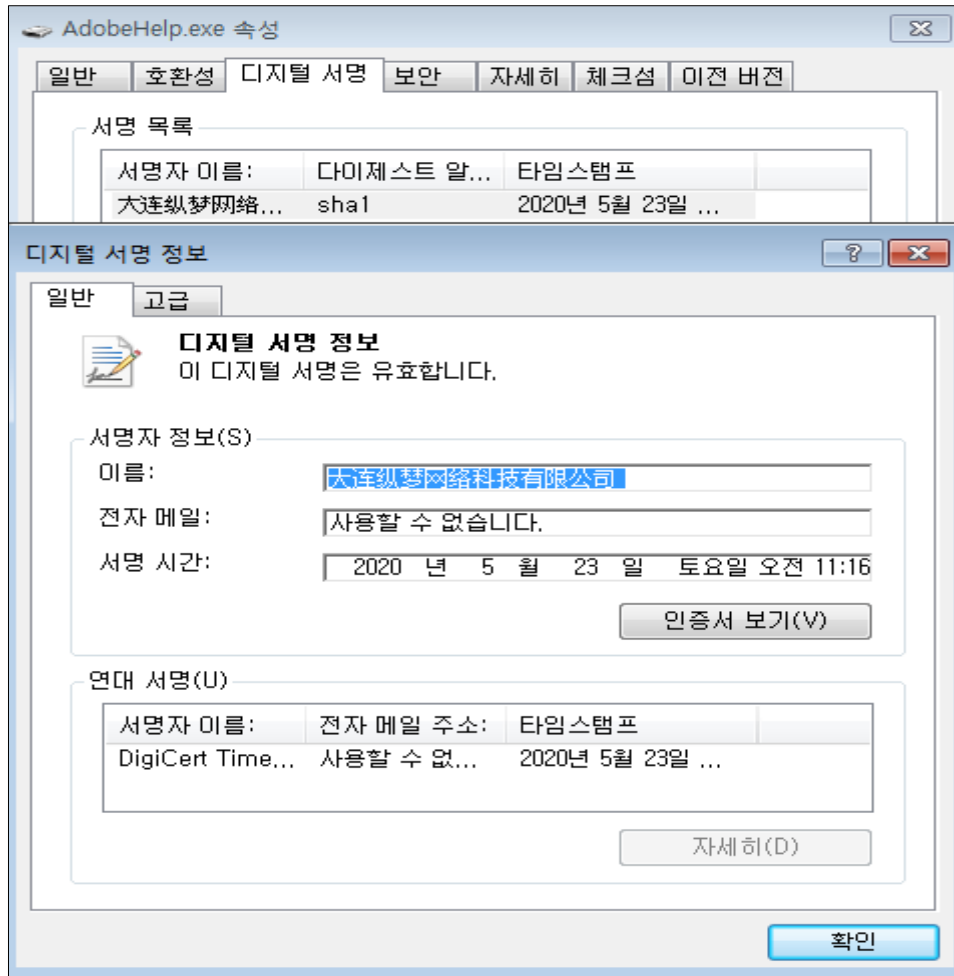 AdobeHelp.exe 속성
일반 호환성 디지털 서명 보안 자세히 체크섬 이전 버전
서명 목록
서명자 이름: 다이제스트 알... 타임스탬프
大连纵梦网络... sha1 2020년 5월 23일 ...
디지털 서명 정보
일반 고급
디지털 서명 정보
이 디지털 서명은 유효합니다.
서명자 정보(S)
이름: 大连纵梦网络科技有限公司
전자 메일: 사용할 수 없습니다.
서명 시간: 2020 년 5 월 23 일 토요일 오전 11:16
인증서 보기(V)
연대 서명(U)
서명자 이름: 전자 메일 주소: 타임스탬프
DigiCert Time... 사용할 수 없... 2020년 5월 23일 ...
자세히(D)
확인